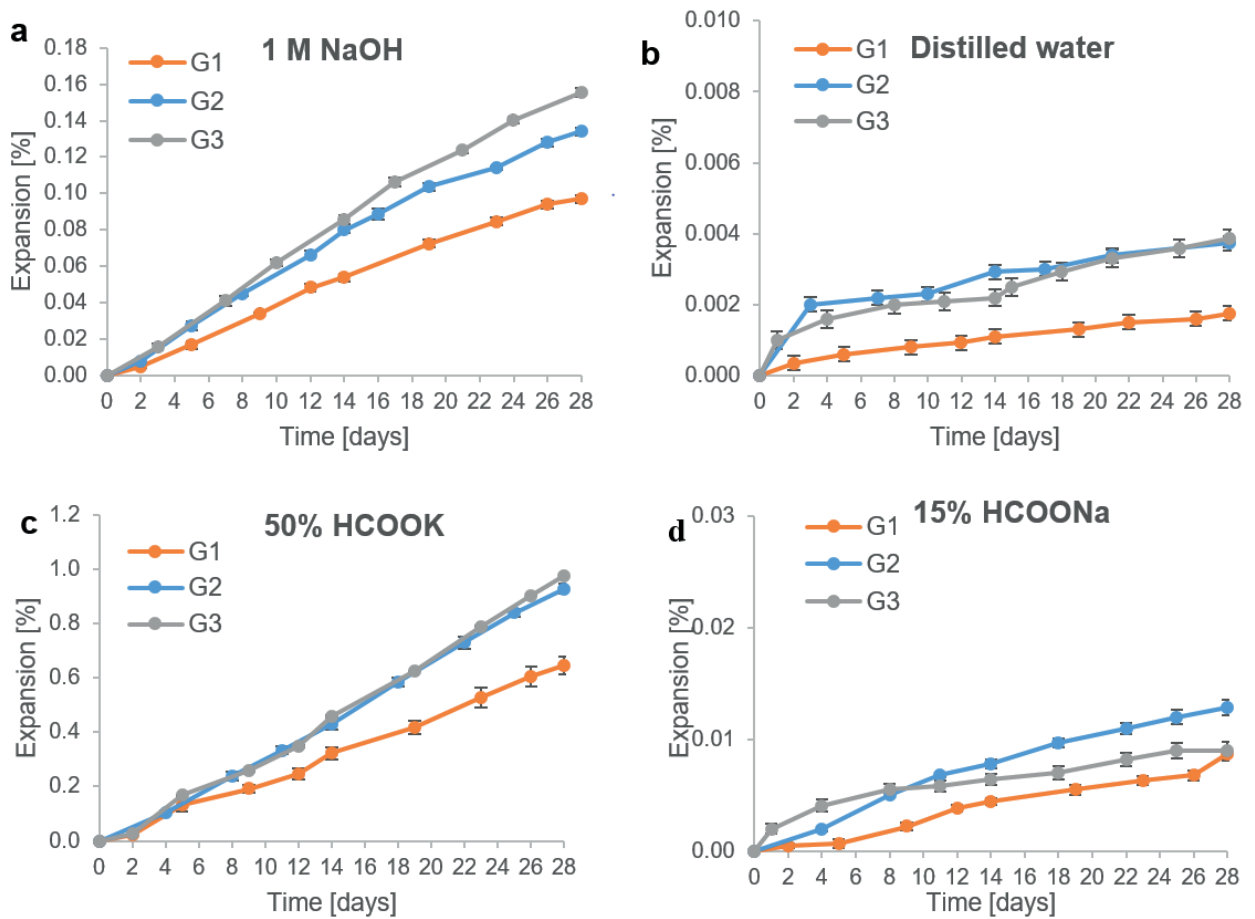 a
1 M NaOH
G1
G2
G3
Expansion [%]
0.18
0.16
0.14
0.12
0.10
0.08
0.06
0.04
0.02
0.00
0 2 4 6 8 10 12 14 16 18 20 22 24 26 28
Time [days]
b
Distilled water
G1
G2
G3
Expansion [%]
0.010
0.008
0.006
0.004
0.002
0.000
0 2 4 6 8 10 12 14 16 18 20 22 24 26 28
Time [days]
c
50% HCOOK
G1
G2
G3
Expansion [%]
1.2
1.0
0.8
0.6
0.4
0.2
0.0
0 2 4 6 8 10 12 14 16 18 20 22 24 26 28
Time [days]
d
15% HCOONa
G1
G2
G3
Expansion [%]
0.03
0.02
0.01
0.00
0 2 4 6 8 10 12 14 16 18 20 22 24 26 28
Time [days]